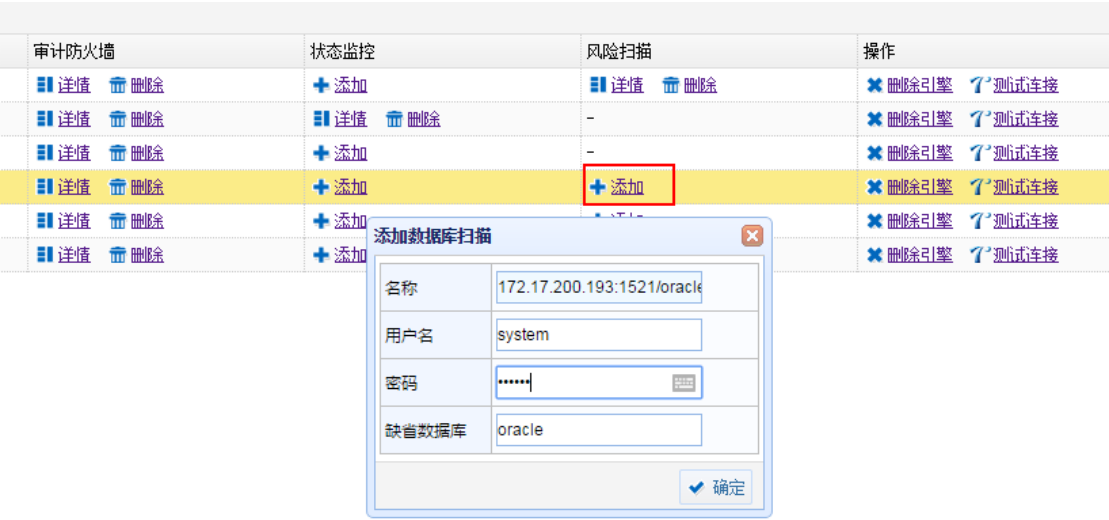 审计防火墙 状态监控 风险扫描 操作
详情 删除 添加 详情 删除 删除引擎 测试连接
详情 删除 详情 删除 - 删除引擎 测试连接
详情 删除 添加 - 删除引擎 测试连接
详情 删除 添加 添加 删除引擎 测试连接
详情 删除 添加 删除引擎 测试连接
详情 删除 添加 删除引擎 测试连接
添加数据库扫描
名称 172.17.200.193:1521/oracle
用户名 system
密码 ••••••
缺省数据库 oracle
确定